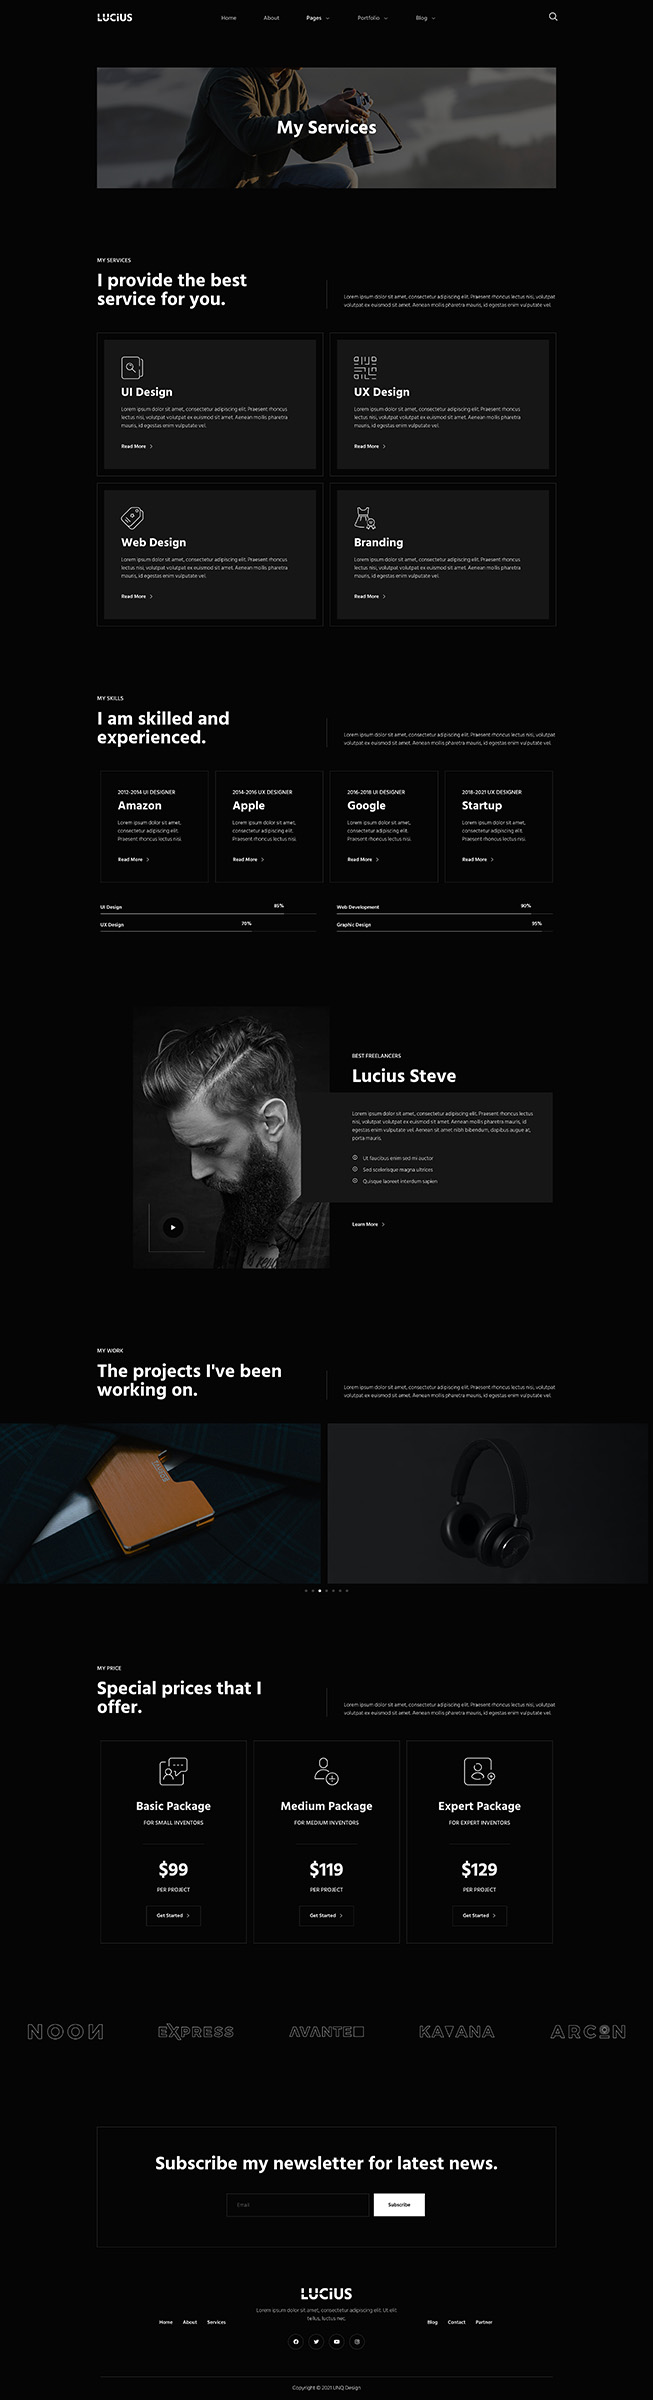 LUCiUS
Home About Pages Portfolio Blog
My Services
MY SERVICES
I provide the best
service for you.
Lorem ipsum dolor sit amet, consectetur adipiscing elit. Praesent rhoncus lectus nisi, volutpat
volutpat ex euismod sit amet. Aenean mollis pharetra mauris, id egestas enim vulputate vel.
UI Design
Lorem ipsum dolor sit amet, consectetur adipiscing elit. Praesent rhoncus
lectus nisi, volutpat volutpat ex euismod sit amet. Aenean mollis pharetra
mauris, id egestas enim vulputate vel.
Read More
UX Design
Lorem ipsum dolor sit amet, consectetur adipiscing elit. Praesent rhoncus
lectus nisi, volutpat volutpat ex euismod sit amet. Aenean mollis pharetra
mauris, id egestas enim vulputate vel.
Read More
Web Design
Lorem ipsum dolor sit amet, consectetur adipiscing elit. Praesent rhoncus
lectus nisi, volutpat volutpat ex euismod sit amet. Aenean mollis pharetra
mauris, id egestas enim vulputate vel.
Read More
Branding
Lorem ipsum dolor sit amet, consectetur adipiscing elit. Praesent rhoncus
lectus nisi, volutpat volutpat ex euismod sit amet. Aenean mollis pharetra
mauris, id egestas enim vulputate vel.
Read More
MY SKILLS
I am skilled and
experienced.
Lorem ipsum dolor sit amet, consectetur adipiscing elit. Praesent rhoncus lectus nisi, volutpat
volutpat ex euismod sit amet. Aenean mollis pharetra mauris, id egestas enim vulputate vel.
2012-2014 UI DESIGNER
Amazon
Lorem ipsum dolor sit amet,
consectetur adipiscing elit.
Praesent rhoncus lectus nisi.
Read More
2014-2016 UX DESIGNER
Apple
Lorem ipsum dolor sit amet,
consectetur adipiscing elit.
Praesent rhoncus lectus nisi.
Read More
2016-2018 UI DESIGNER
Google
Lorem ipsum dolor sit amet,
consectetur adipiscing elit.
Praesent rhoncus lectus nisi.
Read More
2018-2021 UX DESIGNER
Startup
Lorem ipsum dolor sit amet,
consectetur adipiscing elit.
Praesent rhoncus lectus nisi.
Read More
UI Design 85%
Web Development 90%
UX Design 70%
Graphic Design 95%
BEST FREELANCERS
Lucius Steve
Lorem ipsum dolor sit amet, consectetur adipiscing elit. Praesent rhoncus lectus
nisi, volutpat volutpat ex euismod sit amet. Aenean mollis pharetra mauris, id
egestas enim vulputate vel. Aenean sit amet nibh bibendum, dapibus augue at,
porta mauris.
Ut faucibus enim sed mi auctor
Sed scelerisque magna ultrices
Quisque laoreet interdum sapien
Learn More
MY WORK
The projects I've been
working on.
Lorem ipsum dolor sit amet, consectetur adipiscing elit. Praesent rhoncus lectus nisi, volutpat
volutpat ex euismod sit amet. Aenean mollis pharetra mauris, id egestas enim vulputate vel.
MY PRICE
Special prices that I
offer.
Lorem ipsum dolor sit amet, consectetur adipiscing elit. Praesent rhoncus lectus nisi, volutpat
volutpat ex euismod sit amet. Aenean mollis pharetra mauris, id egestas enim vulputate vel.
Basic Package
FOR SMALL INVENTORS
$99
PER PROJECT
Get Started
Medium Package
FOR MEDIUM INVENTORS
$119
PER PROJECT
Get Started
Expert Package
FOR EXPERT INVENTORS
$129
PER PROJECT
Get Started
NOON EXPRESS AVANTEO KAVANA ARCON
Subscribe my newsletter for latest news.
Email
Subscribe
LUCiUS
Lorem ipsum dolor sit amet, consectetur adipiscing elit. Ut elit
tellus, luctus nec.
Home About Services
Blog Contact Partner
Copyright © 2021 UNQ Design